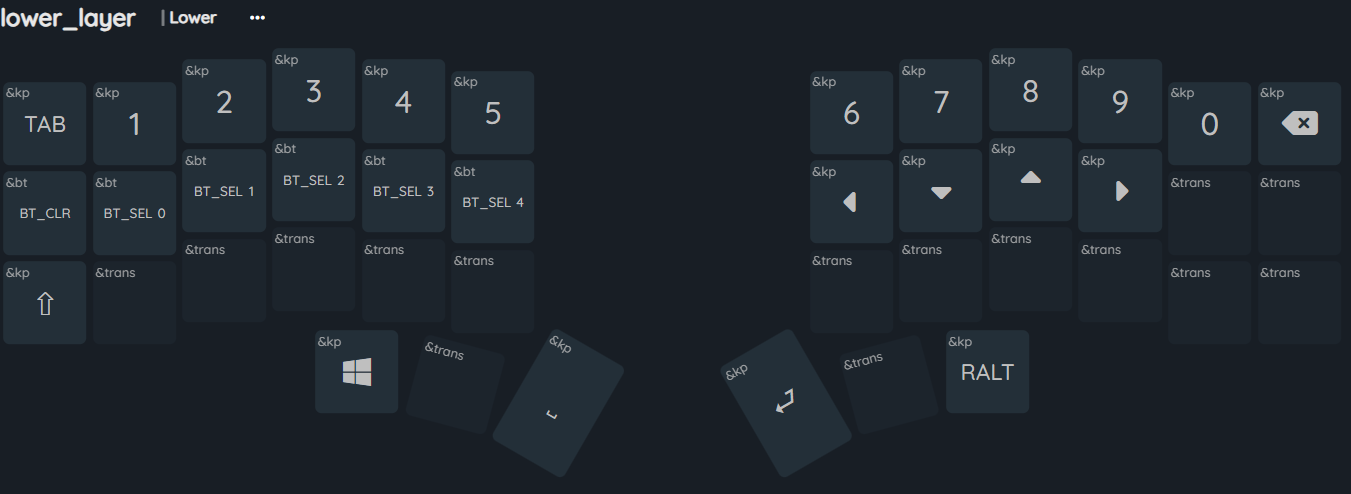 lower_layer | Lower •••
&kp &kp &kp &kp &kp &kp &kp &kp &kp &kp &kp &kp
TAB 1 2 3 4 5 6 7 8 9 0
&bt &bt &bt &bt &bt &bt &kp &kp &kp &kp &trans &trans
BT_CLR BT_SEL 0 BT_SEL 1 BT_SEL 2 BT_SEL 3 BT_SEL 4
&kp &trans &trans &trans &trans &trans &trans &trans &trans &trans &trans &trans
&kp &trans &kp &kp &trans &kp
RALT